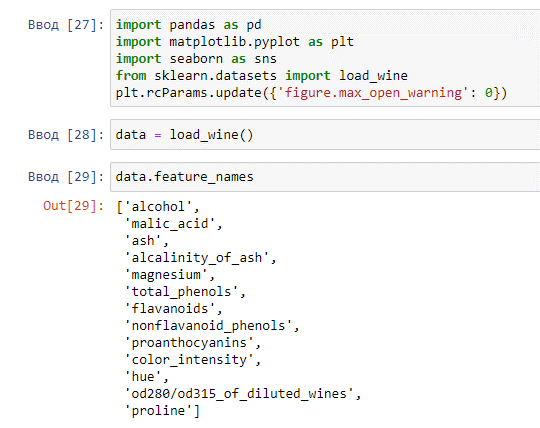 Ввод [27]: import pandas as pd
import matplotlib.pyplot as plt
import seaborn as sns
from sklearn.datasets import load_wine
plt.rcParams.update({'figure.max_open_warning': 0})
Ввод [28]: data = load_wine()
Ввод [29]: data.feature_names
Out[29]: ['alcohol',
'malic_acid',
'ash',
'alcalinity_of_ash',
'magnesium',
'total_phenols',
'flavanoids',
'nonflavanoid_phenols',
'proanthocyanins',
'color_intensity',
'hue',
'od280/od315_of_diluted_wines',
'proline']